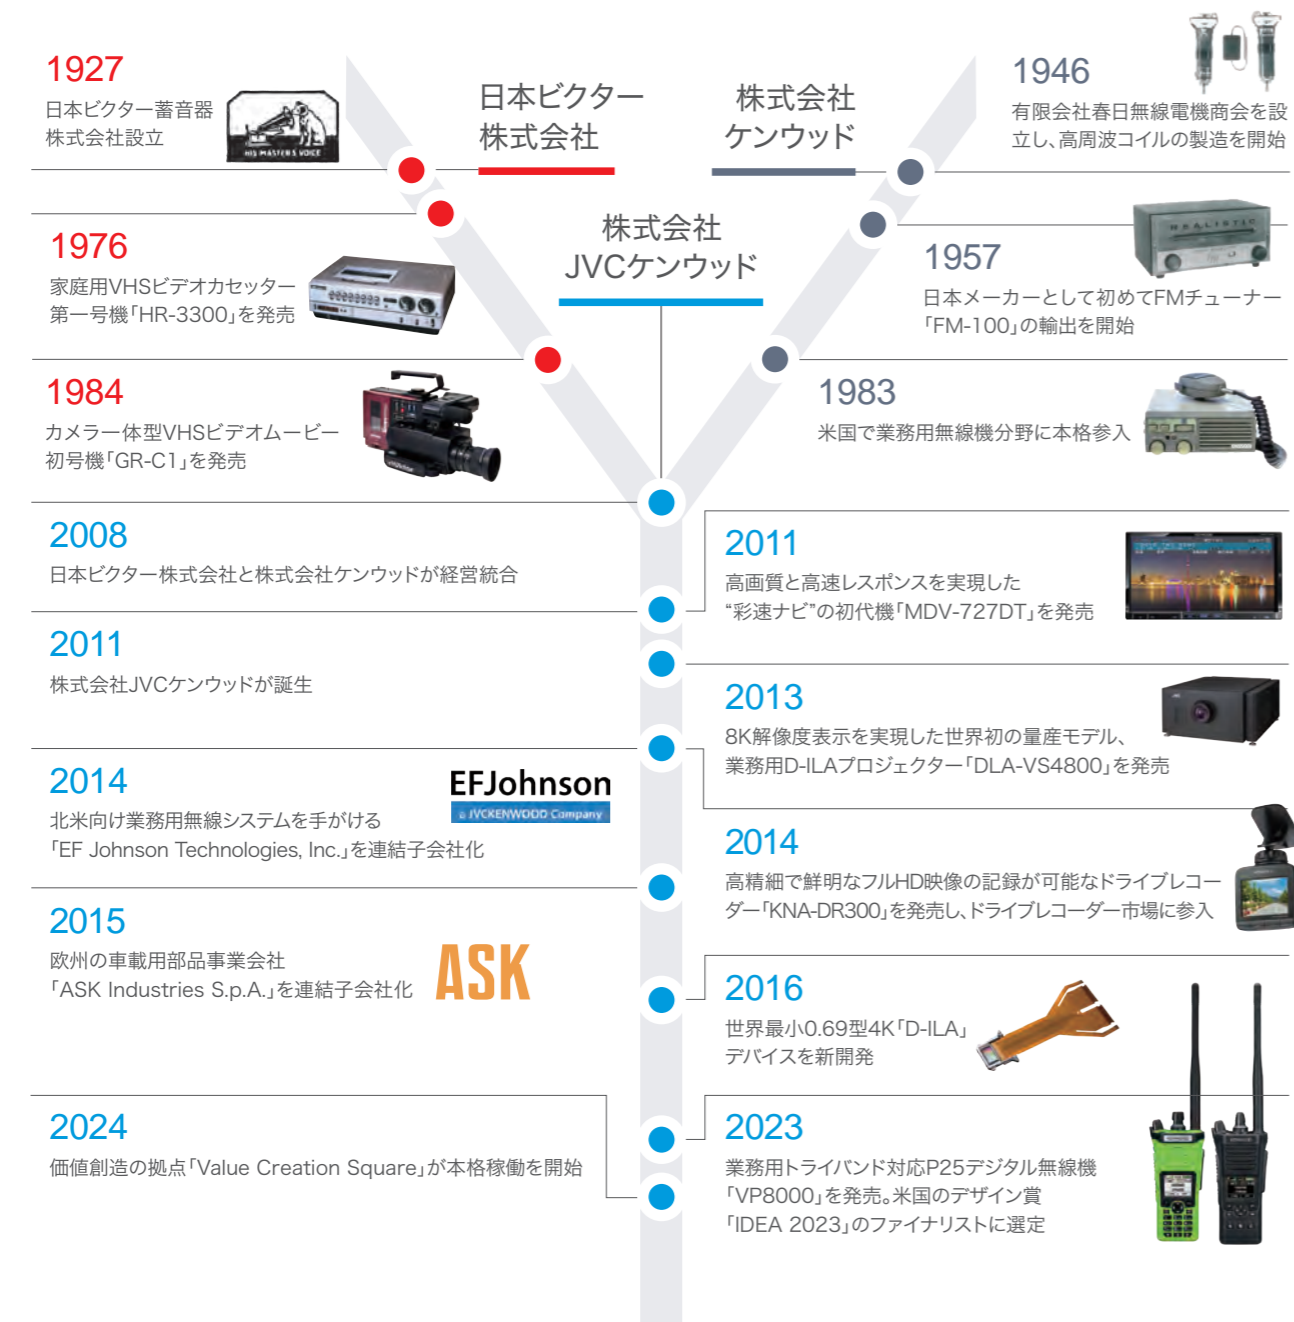 1927
日本ビクター蓄音器
株式会社設立
HIS MASTER'S VOICE
日本ビクター
株式会社
株式会社
ケンウッド
1946
有限会社春日無線電機商会を設
立し、高周波コイルの製造を開始
株式会社
JVCケンウッド
1976
家庭用VHSビデオカセッター
第一号機「HR-3300」を発売
REALISTIC
1957
日本メーカーとして初めてFMチューナー
「FM-100」の輸出を開始
1984
カメラ一体型VHSビデオムービー
初号機「GR-C1」を発売
1983
米国で業務用無線機分野に本格参入
2008
日本ビクター株式会社と株式会社ケンウッドが経営統合
2011
高画質と高速レスポンスを実現した
“彩速ナビ”の初代機「MDV-727DT」を発売
2011
株式会社JVCケンウッドが誕生
2013
8K解像度表示を実現した世界初の量産モデル、
業務用D-ILAプロジェクター「DLA-VS4800」を発売
2014
北米向け業務用無線システムを手がける
「EF Johnson Technologies, Inc.」を連結子会社化
EFJohnson
a JVCKENWOOD Company
2014
高精細で鮮明なフルHD映像の記録が可能なドライブレコー
ダー「KNA-DR300」を発売し、ドライブレコーダー市場に参入
2015
欧州の車載用部品事業会社
「ASK Industries S.p.A.」を連結子会社化
ASK
2016
世界最小0.69型4K「D-ILA」
デバイスを新開発
2024
価値創造の拠点「Value Creation Square」が本格稼働を開始
2023
業務用トライバンド対応P25デジタル無線機
「VP8000」を発売。米国のデザイン賞
「IDEA 2023」のファイナリストに選定